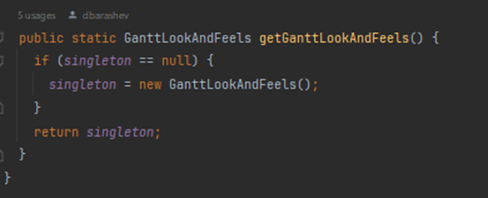 5 usages dbarashev
public static GanttLookAndFeels getGanttLookAndFeels() {
if (singleton == null) {
singleton = new GanttLookAndFeels();
}
return singleton;
}
}